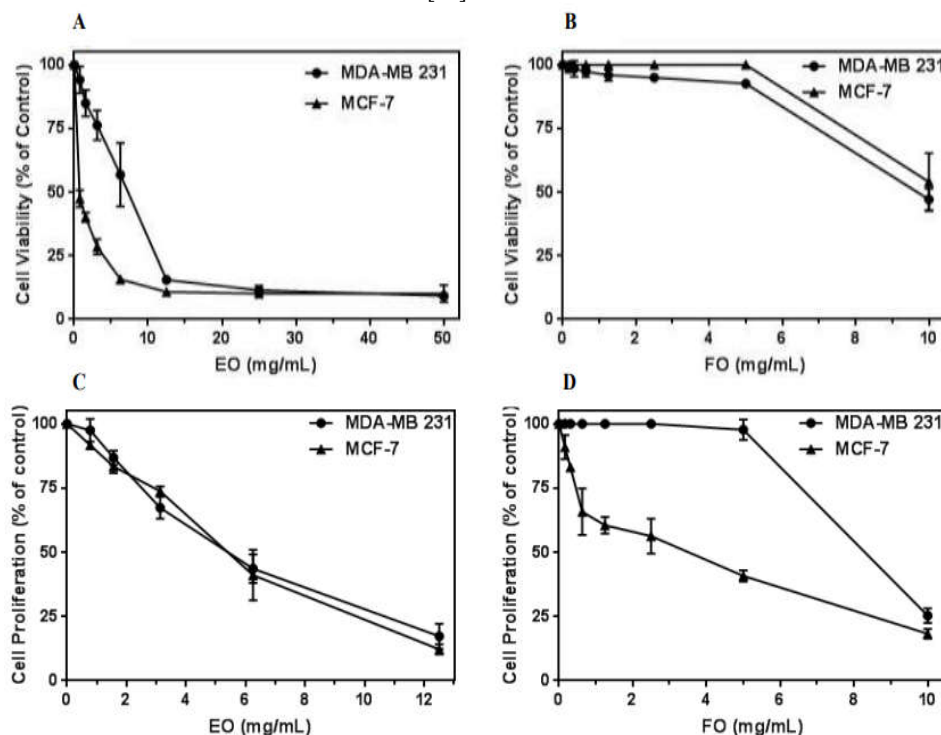 A
B
Cell Viability (% of Control)
100
75
50
25
0
MDA-MB 231
MCF-7
0 10 20 30 40 50
EO (mg/mL)
Cell Viability (% of Control)
100
75
50
25
0
MDA-MB 231
MCF-7
0 2 4 6 8 10
FO (mg/mL)
C
D
Cell Proliferation (% of control)
100
75
50
25
0
MDA-MB 231
MCF-7
0 2 4 6 8 10 12
EO (mg/mL)
Cell Proliferation (% of control)
100
75
50
25
0
MDA-MB 231
MCF-7
0 2 4 6 8 10
FO (mg/mL)